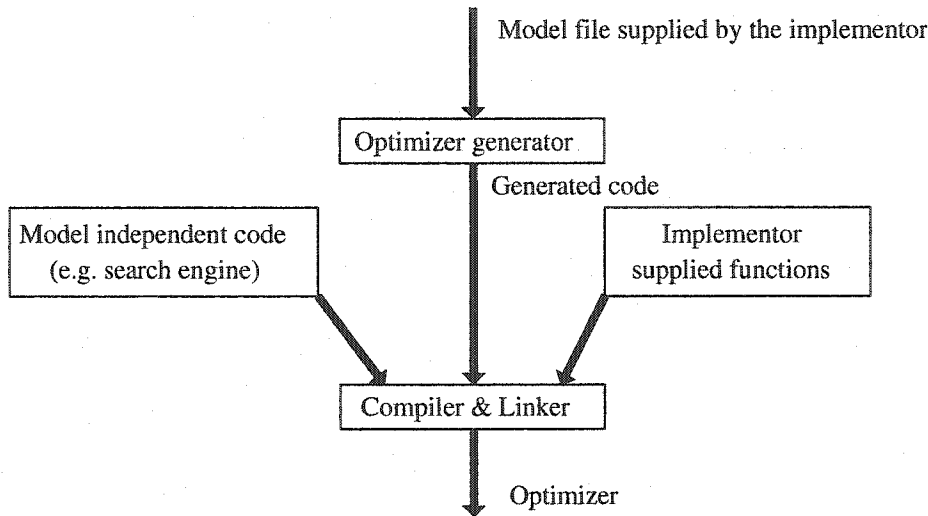 Model file supplied by the implementor
Optimizer generator
Generated code
Model independent code
(e.g. search engine)
Implementor
supplied functions
Compiler & Linker
Optimizer